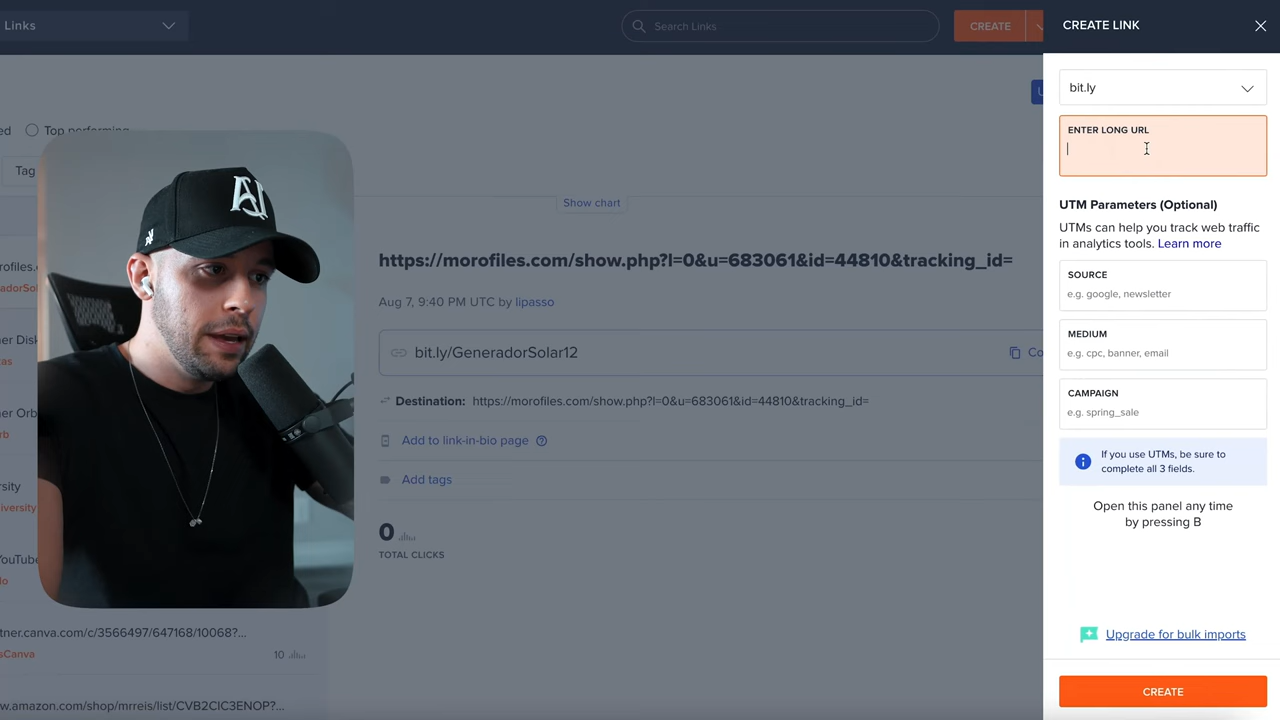 Links
Search Links
CREATE
CREATE LINK
bit.ly
ENTER LONG URL
UTM Parameters (Optional)
UTMs can help you track web traffic
in analytics tools. Learn more
SOURCE
e.g. google, newsletter
MEDIUM
e.g. cpc, banner, email
CAMPAIGN
e.g. spring_sale
If you use UTMs, be sure to
complete all 3 fields.
Open this panel any time
by pressing B
Upgrade for bulk imports
CREATE
Top performing
Tag
Show chart
https://morofiles.com/show.php?l=0&u=683061&id=44810&tracking_id=
Aug 7, 9:40 PM UTC by lipasso
bit.ly/GeneradorSolar12
Co
Destination: https://morofiles.com/show.php?l=0&u=683061&id=44810&tracking_id=
Add to link-in-bio page
Add tags
0
TOTAL CLICKS
AJ
ofiles.c
adorSol
ner Disk
as
ner Orb
rb
rsity
iversity
YouTube
lo
tner.canva.com/c/3566497/647168/10068?...
sCanva
10
w.amazon.com/shop/mrreis/list/CVB2CIC3ENOP?...